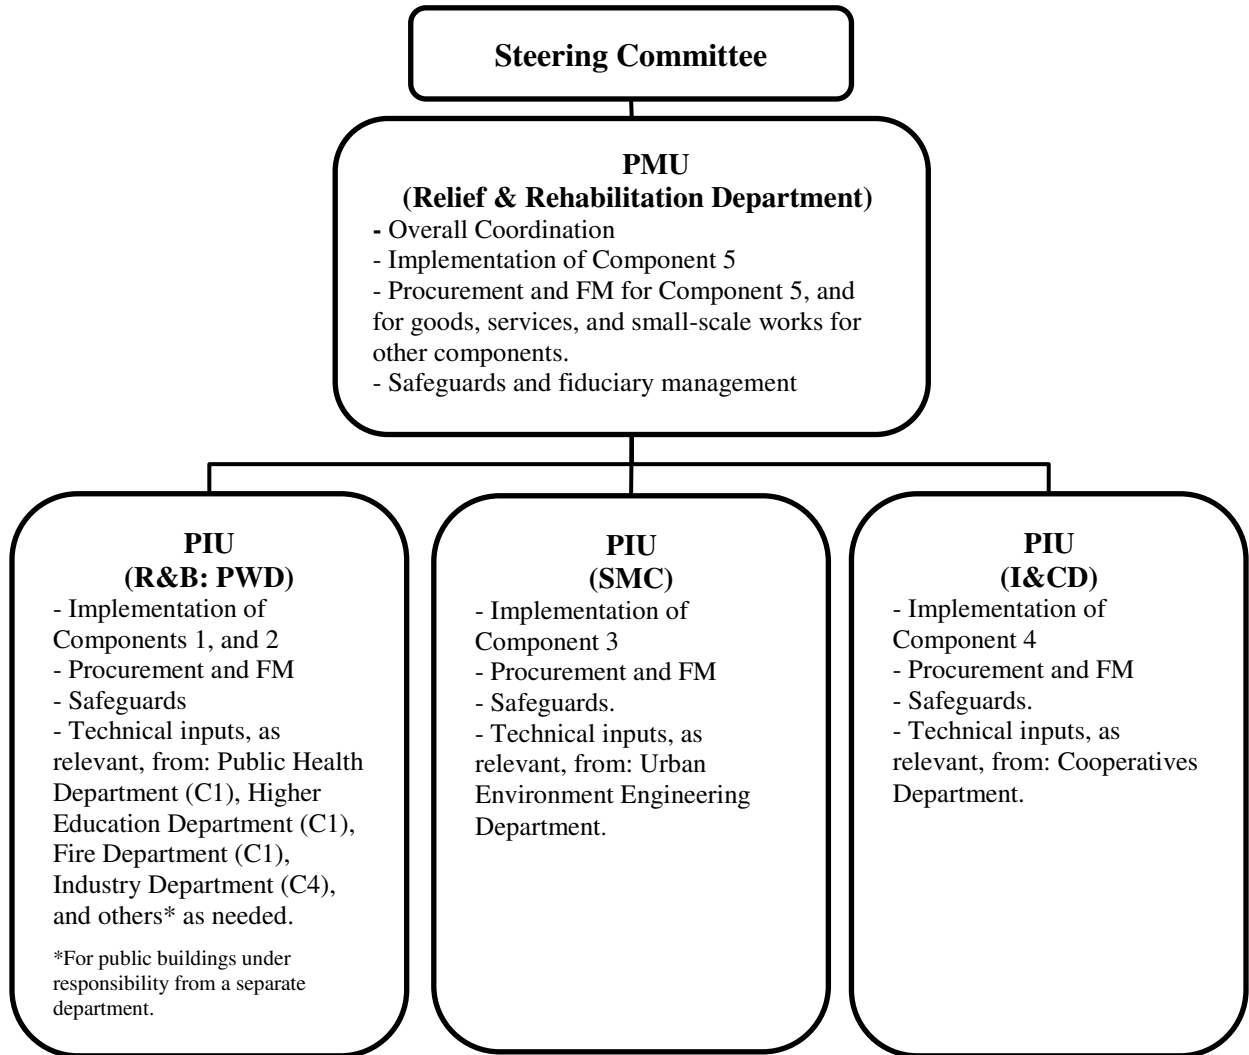 Steering Committee
PMU
(Relief & Rehabilitation Department)
- Overall Coordination
- Implementation of Component 5
- Procurement and FM for Component 5, and
for goods, services, and small-scale works for
other components.
- Safeguards and fiduciary management
PIU
(R&B: PWD)
- Implementation of
Components 1, and 2
- Procurement and FM
- Safeguards
- Technical inputs, as
relevant, from: Public Health
Department (C1), Higher
Education Department (C1),
Fire Department (C1),
Industry Department (C4),
and others* as needed.
*For public buildings under
responsibility from a separate
department.
PIU
(SMC)
- Implementation of
Component 3
- Procurement and FM
- Safeguards.
- Technical inputs, as
relevant, from: Urban
Environment Engineering
Department.
PIU
(I&CD)
- Implementation of
Component 4
- Procurement and FM
- Safeguards.
- Technical inputs, as
relevant, from: Cooperatives
Department.